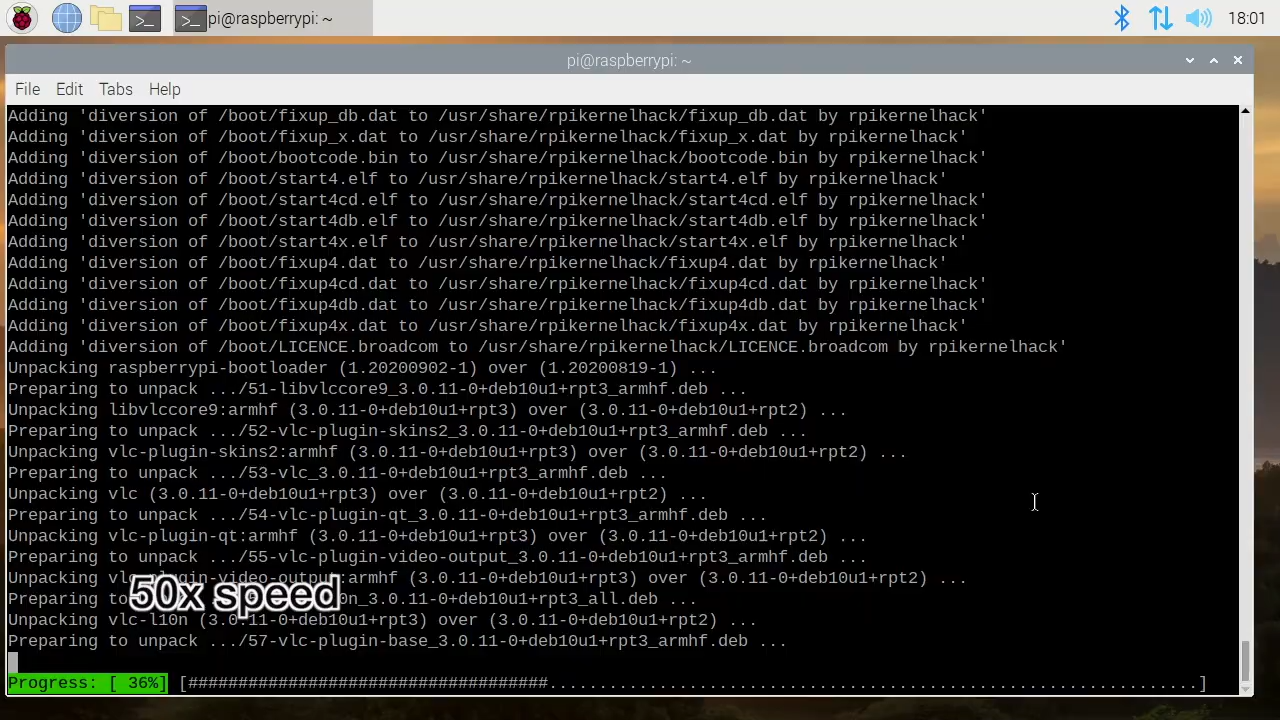 pi@raspberrypi: ~
18:01
pi@raspberrypi: ~
File Edit Tabs Help
Adding 'diversion of /boot/fixup_db.dat to /usr/share/rpikernelhack/fixup_db.dat by rpikernelhack'
Adding 'diversion of /boot/fixup_x.dat to /usr/share/rpikernelhack/fixup_x.dat by rpikernelhack'
Adding 'diversion of /boot/bootcode.bin to /usr/share/rpikernelhack/bootcode.bin by rpikernelhack'
Adding 'diversion of /boot/start4.elf to /usr/share/rpikernelhack/start4.elf by rpikernelhack'
Adding 'diversion of /boot/start4cd.elf to /usr/share/rpikernelhack/start4cd.elf by rpikernelhack'
Adding 'diversion of /boot/start4db.elf to /usr/share/rpikernelhack/start4db.elf by rpikernelhack'
Adding 'diversion of /boot/start4x.elf to /usr/share/rpikernelhack/start4x.elf by rpikernelhack'
Adding 'diversion of /boot/fixup4.dat to /usr/share/rpikernelhack/fixup4.dat by rpikernelhack'
Adding 'diversion of /boot/fixup4cd.dat to /usr/share/rpikernelhack/fixup4cd.dat by rpikernelhack'
Adding 'diversion of /boot/fixup4db.dat to /usr/share/rpikernelhack/fixup4db.dat by rpikernelhack'
Adding 'diversion of /boot/fixup4x.dat to /usr/share/rpikernelhack/fixup4x.dat by rpikernelhack'
Adding 'diversion of /boot/LICENCE.broadcom to /usr/share/rpikernelhack/LICENCE.broadcom by rpikernelhack'
Unpacking raspberrypi-bootloader (1.20200902-1) over (1.20200819-1) ...
Preparing to unpack .../51-libvlccore9_3.0.11-0+deb10u1+rpt3_armhf.deb ...
Unpacking libvlccore9:armhf (3.0.11-0+deb10u1+rpt3) over (3.0.11-0+deb10u1+rpt2) ...
Preparing to unpack .../52-vlc-plugin-skins2_3.0.11-0+deb10u1+rpt3_armhf.deb ...
Unpacking vlc-plugin-skins2:armhf (3.0.11-0+deb10u1+rpt3) over (3.0.11-0+deb10u1+rpt2) ...
Preparing to unpack .../53-vlc_3.0.11-0+deb10u1+rpt3_armhf.deb ...
Unpacking vlc (3.0.11-0+deb10u1+rpt3) over (3.0.11-0+deb10u1+rpt2) ...
Preparing to unpack .../54-vlc-plugin-qt_3.0.11-0+deb10u1+rpt3_armhf.deb ...
Unpacking vlc-plugin-qt:armhf (3.0.11-0+deb10u1+rpt3) over (3.0.11-0+deb10u1+rpt2) ...
Preparing to unpack .../55-vlc-plugin-video-output_3.0.11-0+deb10u1+rpt3_armhf.deb ...
Unpacking vlc-plugin-video-output:armhf (3.0.11-0+deb10u1+rpt3) over (3.0.11-0+deb10u1+rpt2) ...
50x speed
Preparing to 0n_3.0.11-0+deb10u1+rpt3_all.deb ...
Unpacking vlc-l10n (3.0.11-0+deb10u1+rpt3) over (3.0.11-0+deb10u1+rpt2) ...
Preparing to unpack .../57-vlc-plugin-base_3.0.11-0+deb10u1+rpt3_armhf.deb ...
Progress: [ 36%] [####################################.................................................................]